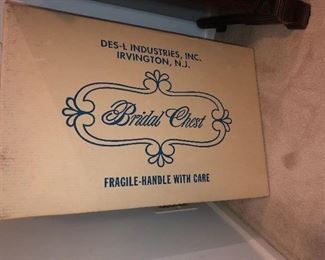 DES-L INDUSTRIES, INC.
IRVINGTON, N.J.
Bridal Chest
FRAGILE-HANDLE WITH CARE